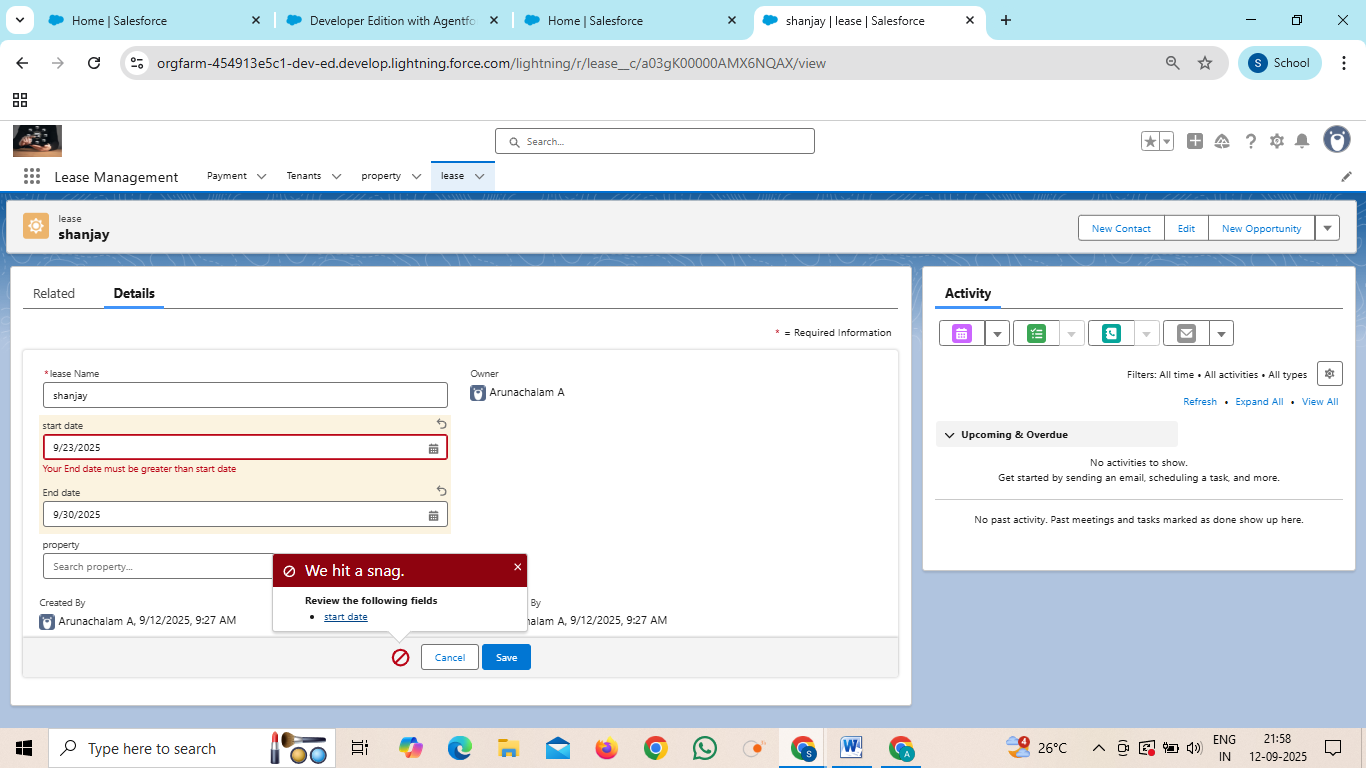 Home | Salesforce
Developer Edition with Agentfo
Home | Salesforce
shanjay | lease | Salesforce
orgfarm-454913e5c1-dev-ed.develop.lightning.force.com/lightning/r/lease__c/a03gK00000AMX6NQAX/view
S School
Search...
Lease Management
Payment
Tenants
property
lease
lease
shanjay
New Contact
Edit
New Opportunity
Related
Details
* = Required Information
*lease Name
shanjay
Owner
Arunachalam A
start date
9/23/2025
Your End date must be greater than start date
End date
9/30/2025
property
Search property...
We hit a snag.
Review the following fields
• start date
Created By
Arunachalam A, 9/12/2025, 9:27 AM
By
alam A, 9/12/2025, 9:27 AM
Cancel
Save
Activity
Filters: All time • All activities • All types
Refresh • Expand All • View All
Upcoming & Overdue
No activities to show.
Get started by sending an email, scheduling a task, and more.
No past activity. Past meetings and tasks marked as done show up here.
Type here to search
W
S
A
4
26°C
ENG
IN
21:58
12-09-2025